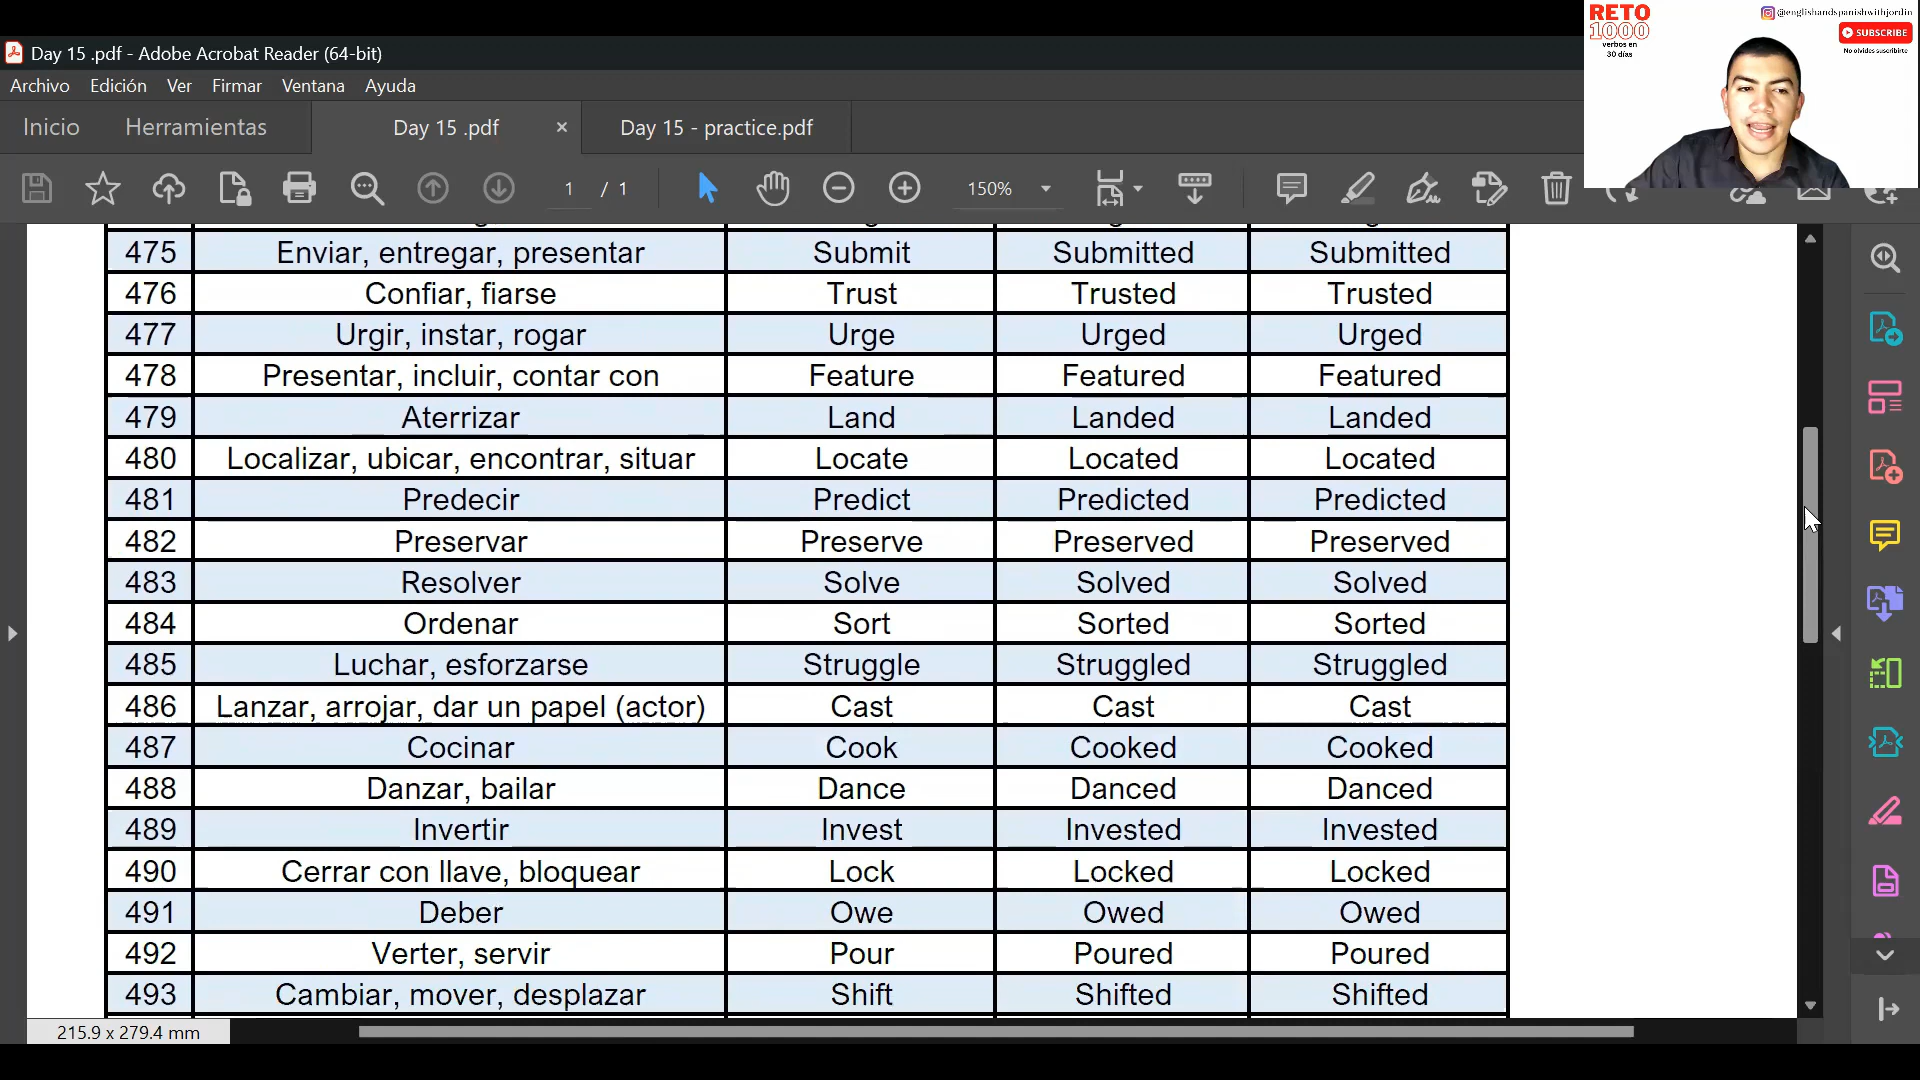 RETO
1000
verbos en
30 días
@englishandspanishwithjordin
SUBSCRIBE
No olvides suscribirte
Day 15 .pdf - Adobe Acrobat Reader (64-bit)
Archivo Edición Ver Firmar Ventana Ayuda
Inicio Herramientas Day 15 .pdf × Day 15 - practice.pdf
1 / 1 150%
475 Enviar, entregar, presentar Submit Submitted Submitted
476 Confiar, fiarse Trust Trusted Trusted
477 Urgir, instar, rogar Urge Urged Urged
478 Presentar, incluir, contar con Feature Featured Featured
479 Aterrizar Land Landed Landed
480 Localizar, ubicar, encontrar, situar Locate Located Located
481 Predecir Predict Predicted Predicted
482 Preservar Preserve Preserved Preserved
483 Resolver Solve Solved Solved
484 Ordenar Sort Sorted Sorted
485 Luchar, esforzarse Struggle Struggled Struggled
486 Lanzar, arrojar, dar un papel (actor) Cast Cast Cast
487 Cocinar Cook Cooked Cooked
488 Danzar, bailar Dance Danced Danced
489 Invertir Invest Invested Invested
490 Cerrar con llave, bloquear Lock Locked Locked
491 Deber Owe Owed Owed
492 Verter, servir Pour Poured Poured
493 Cambiar, mover, desplazar Shift Shifted Shifted
215.9 x 279.4 mm